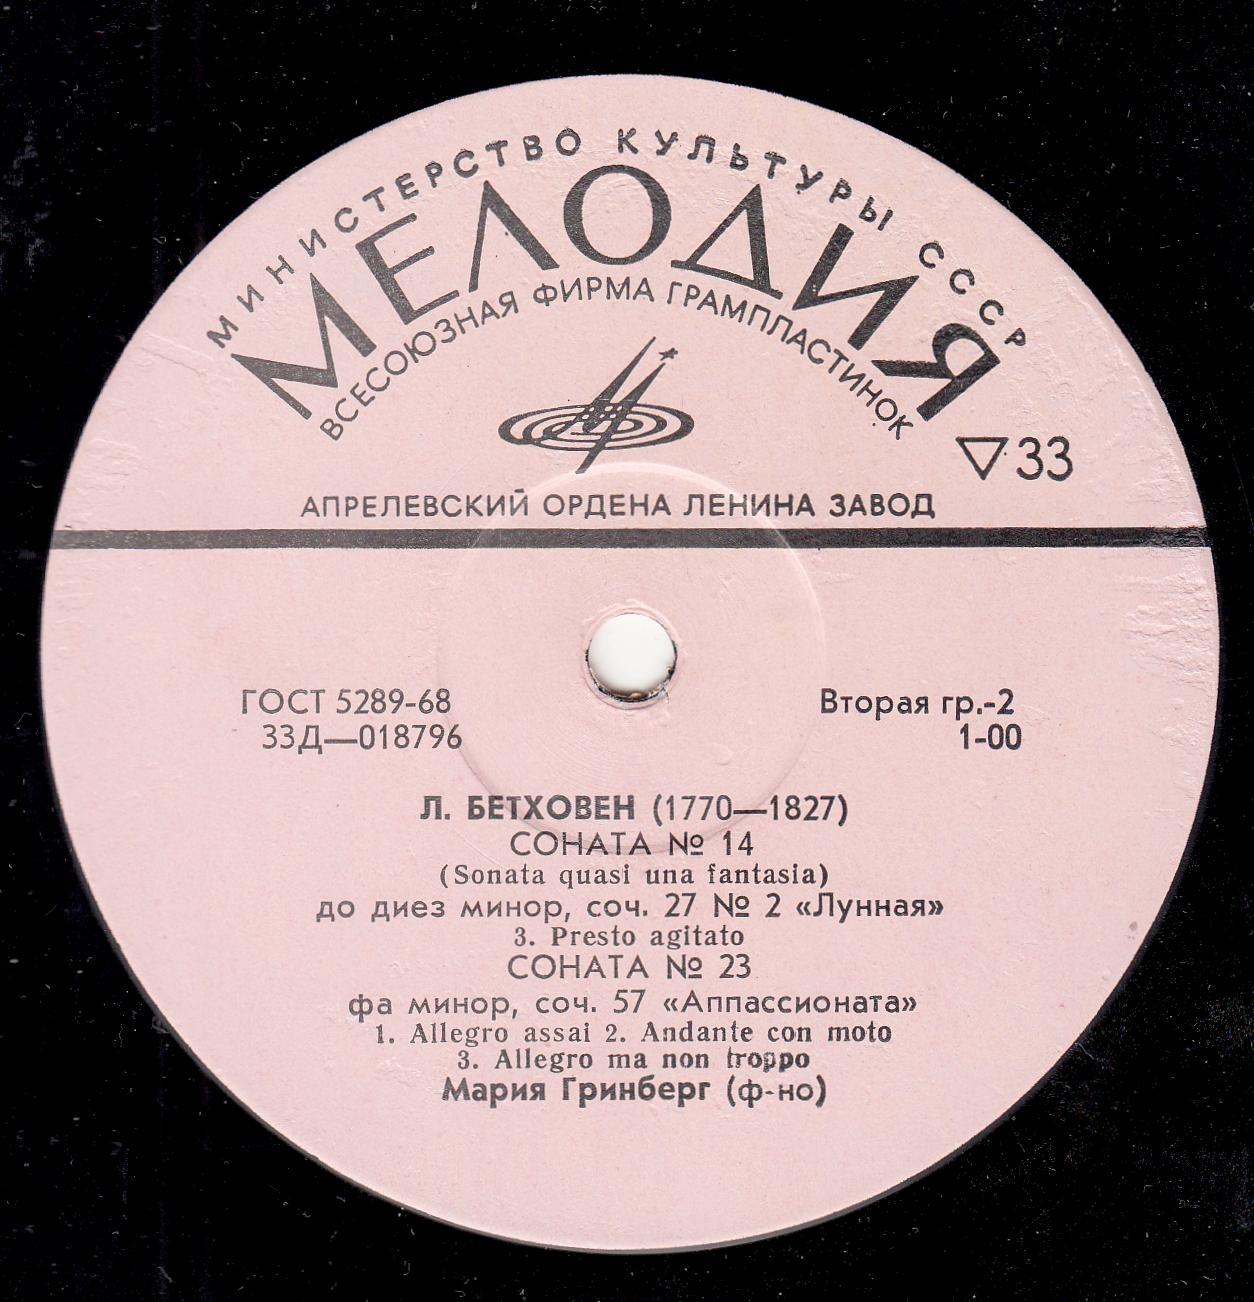 МИНИСТЕРСТВО КУЛЬТУРЫ СССР
МЕЛОДИЯ
ВСЕСОЮЗНАЯ ФИРМА ГРАМПЛАСТИНОК
▽33
АПРЕЛЕВСКИЙ ОРДЕНА ЛЕНИНА ЗАВОД
ГОСТ 5289-68
33Д—018796
Вторая гр.-2
1-00
Л. БЕТХОВЕН (1770—1827)
СОНАТА № 14
(Sonata quasi una fantasia)
до диез минор, соч. 27 № 2 «Лунная»
3. Presto agitato
СОНАТА № 23
фа минор, соч. 57 «Аппассионата»
1. Allegro assai 2. Andante con moto
3. Allegro ma non troppo
Мария Гринберг (ф-но)